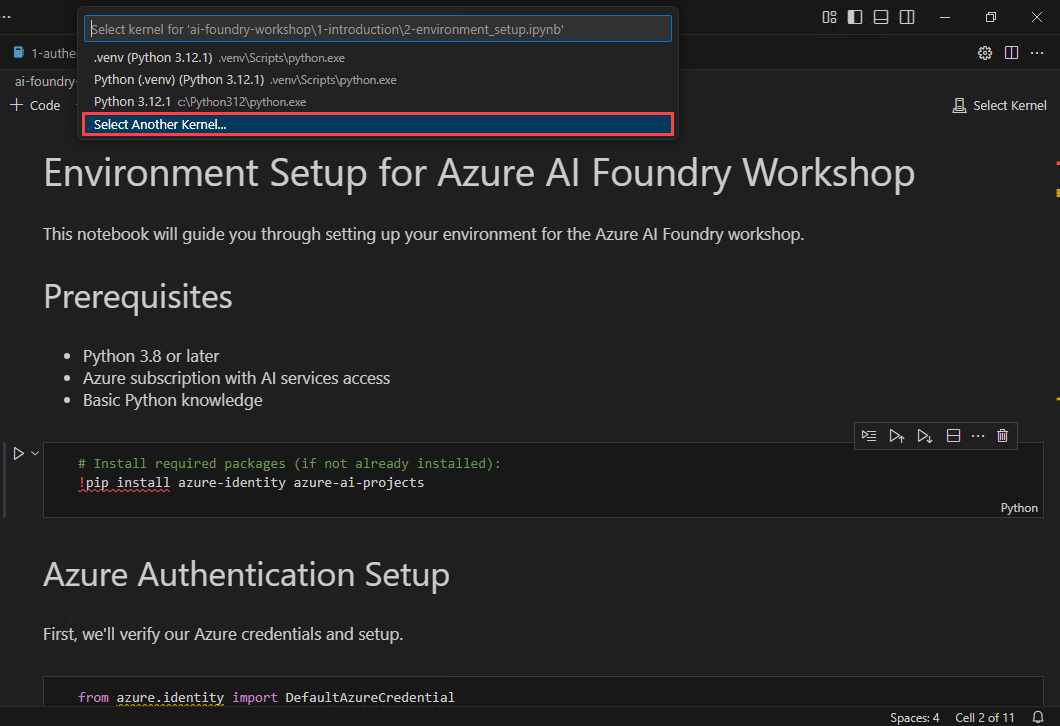 Select kernel for 'ai-foundry-workshop\1-introduction\2-environment_setup.ipynb'
.venv (Python 3.12.1) .venv\Scripts\python.exe
1-authe
Python (.venv) (Python 3.12.1) .venv\Scripts\python.exe
ai-foundry-
Python 3.12.1 c:\Python312\python.exe
Code
Select Kernel
Select Another Kernel...
Environment Setup for Azure AI Foundry Workshop
This notebook will guide you through setting up your environment for the Azure AI Foundry workshop.
Prerequisites
• Python 3.8 or later
• Azure subscription with AI services access
• Basic Python knowledge
# Install required packages (if not already installed):
!pip install azure-identity azure-ai-projects
Python
Azure Authentication Setup
First, we'll verify our Azure credentials and setup.
from azure.identity import DefaultAzureCredential
Spaces: 4 Cell 2 of 11